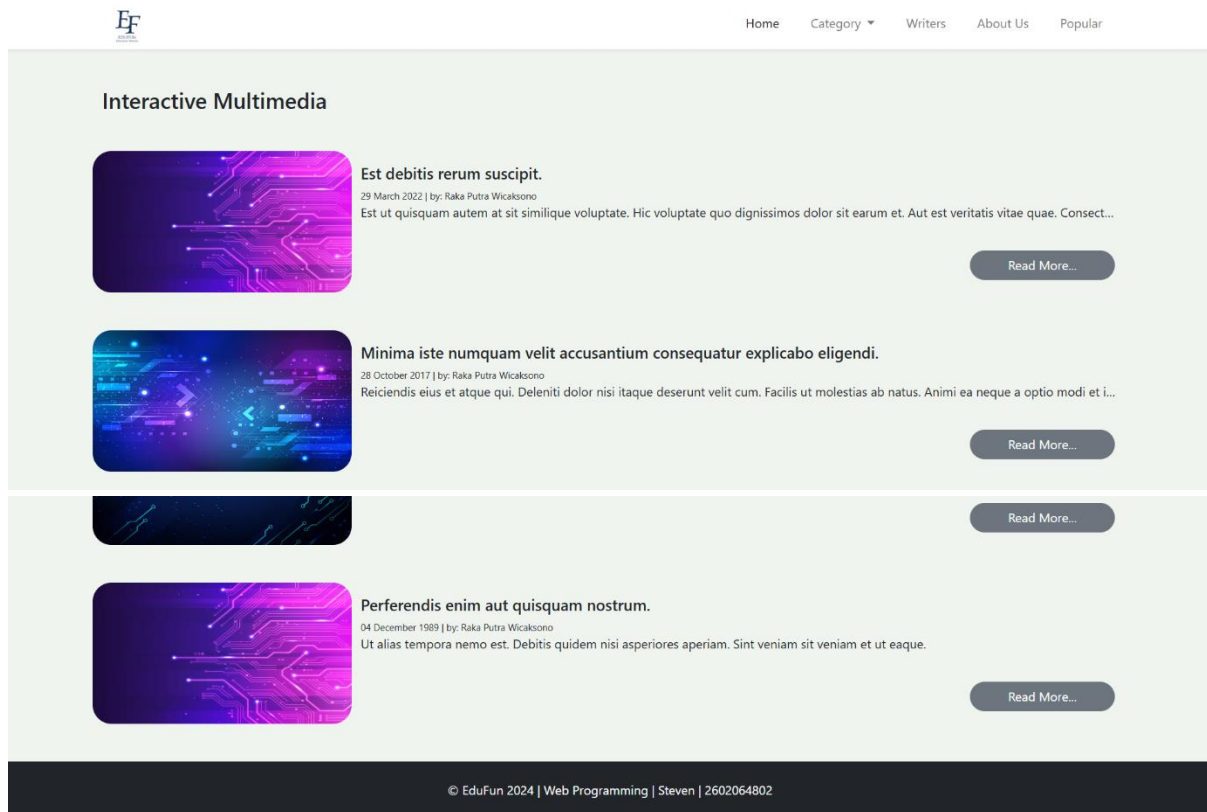 EF
EDUFUN
Home Category Writers About Us Popular
Interactive Multimedia
Est debitis rerum suscipit.
29 March 2022 | by: Raka Putra Wicaksono
Est ut quisquam autem at sit similique voluptate. Hic voluptate quo dignissimos dolor sit earum et. Aut est veritatis vitae quae. Consect...
Read More...
Minima iste numquam velit accusantium consequatur explicabo eligendi.
28 October 2017 | by: Raka Putra Wicaksono
Reiciendis eius et atque qui. Deleniti dolor nisi itaque deserunt velit cum. Facilis ut molestias ab natus. Animi ea neque a optio modi et i...
Read More...
Read More...
Perferendis enim aut quisquam nostrum.
04 December 1989 | by: Raka Putra Wicaksono
Ut alias tempora nemo est. Debitis quidem nisi asperiores aperiam. Sint veniam sit veniam et ut eaque.
Read More...
© EduFun 2024 | Web Programming | Steven | 2602064802